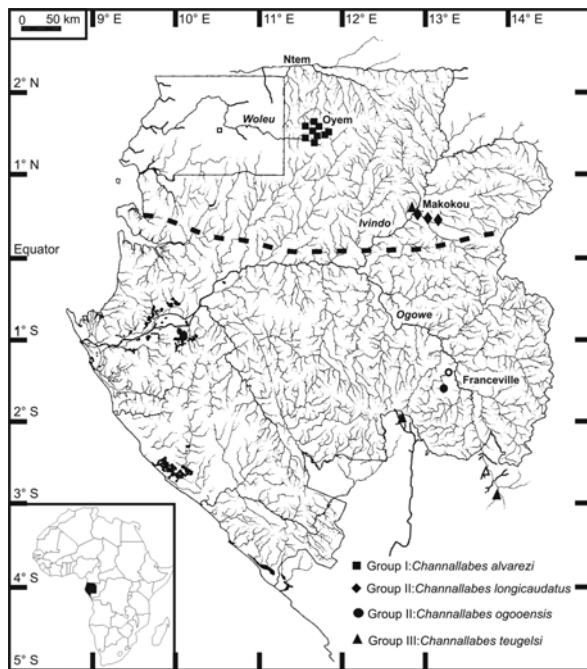 0 50 km
9° E 10° E 11° E 12° E 13° E 14° E
Ntem
2° N
Woleu
Oyem
1° N
Makokou
Ivindo
Equator
Ogowe
1° S
Franceville
2° S
3° S
4° S
5° S
Group I:Channallabes alvarezi
Group II:Channallabes longicaudatus
Group II:Channallabes ogooensis
Group III:Channallabes teugelsi